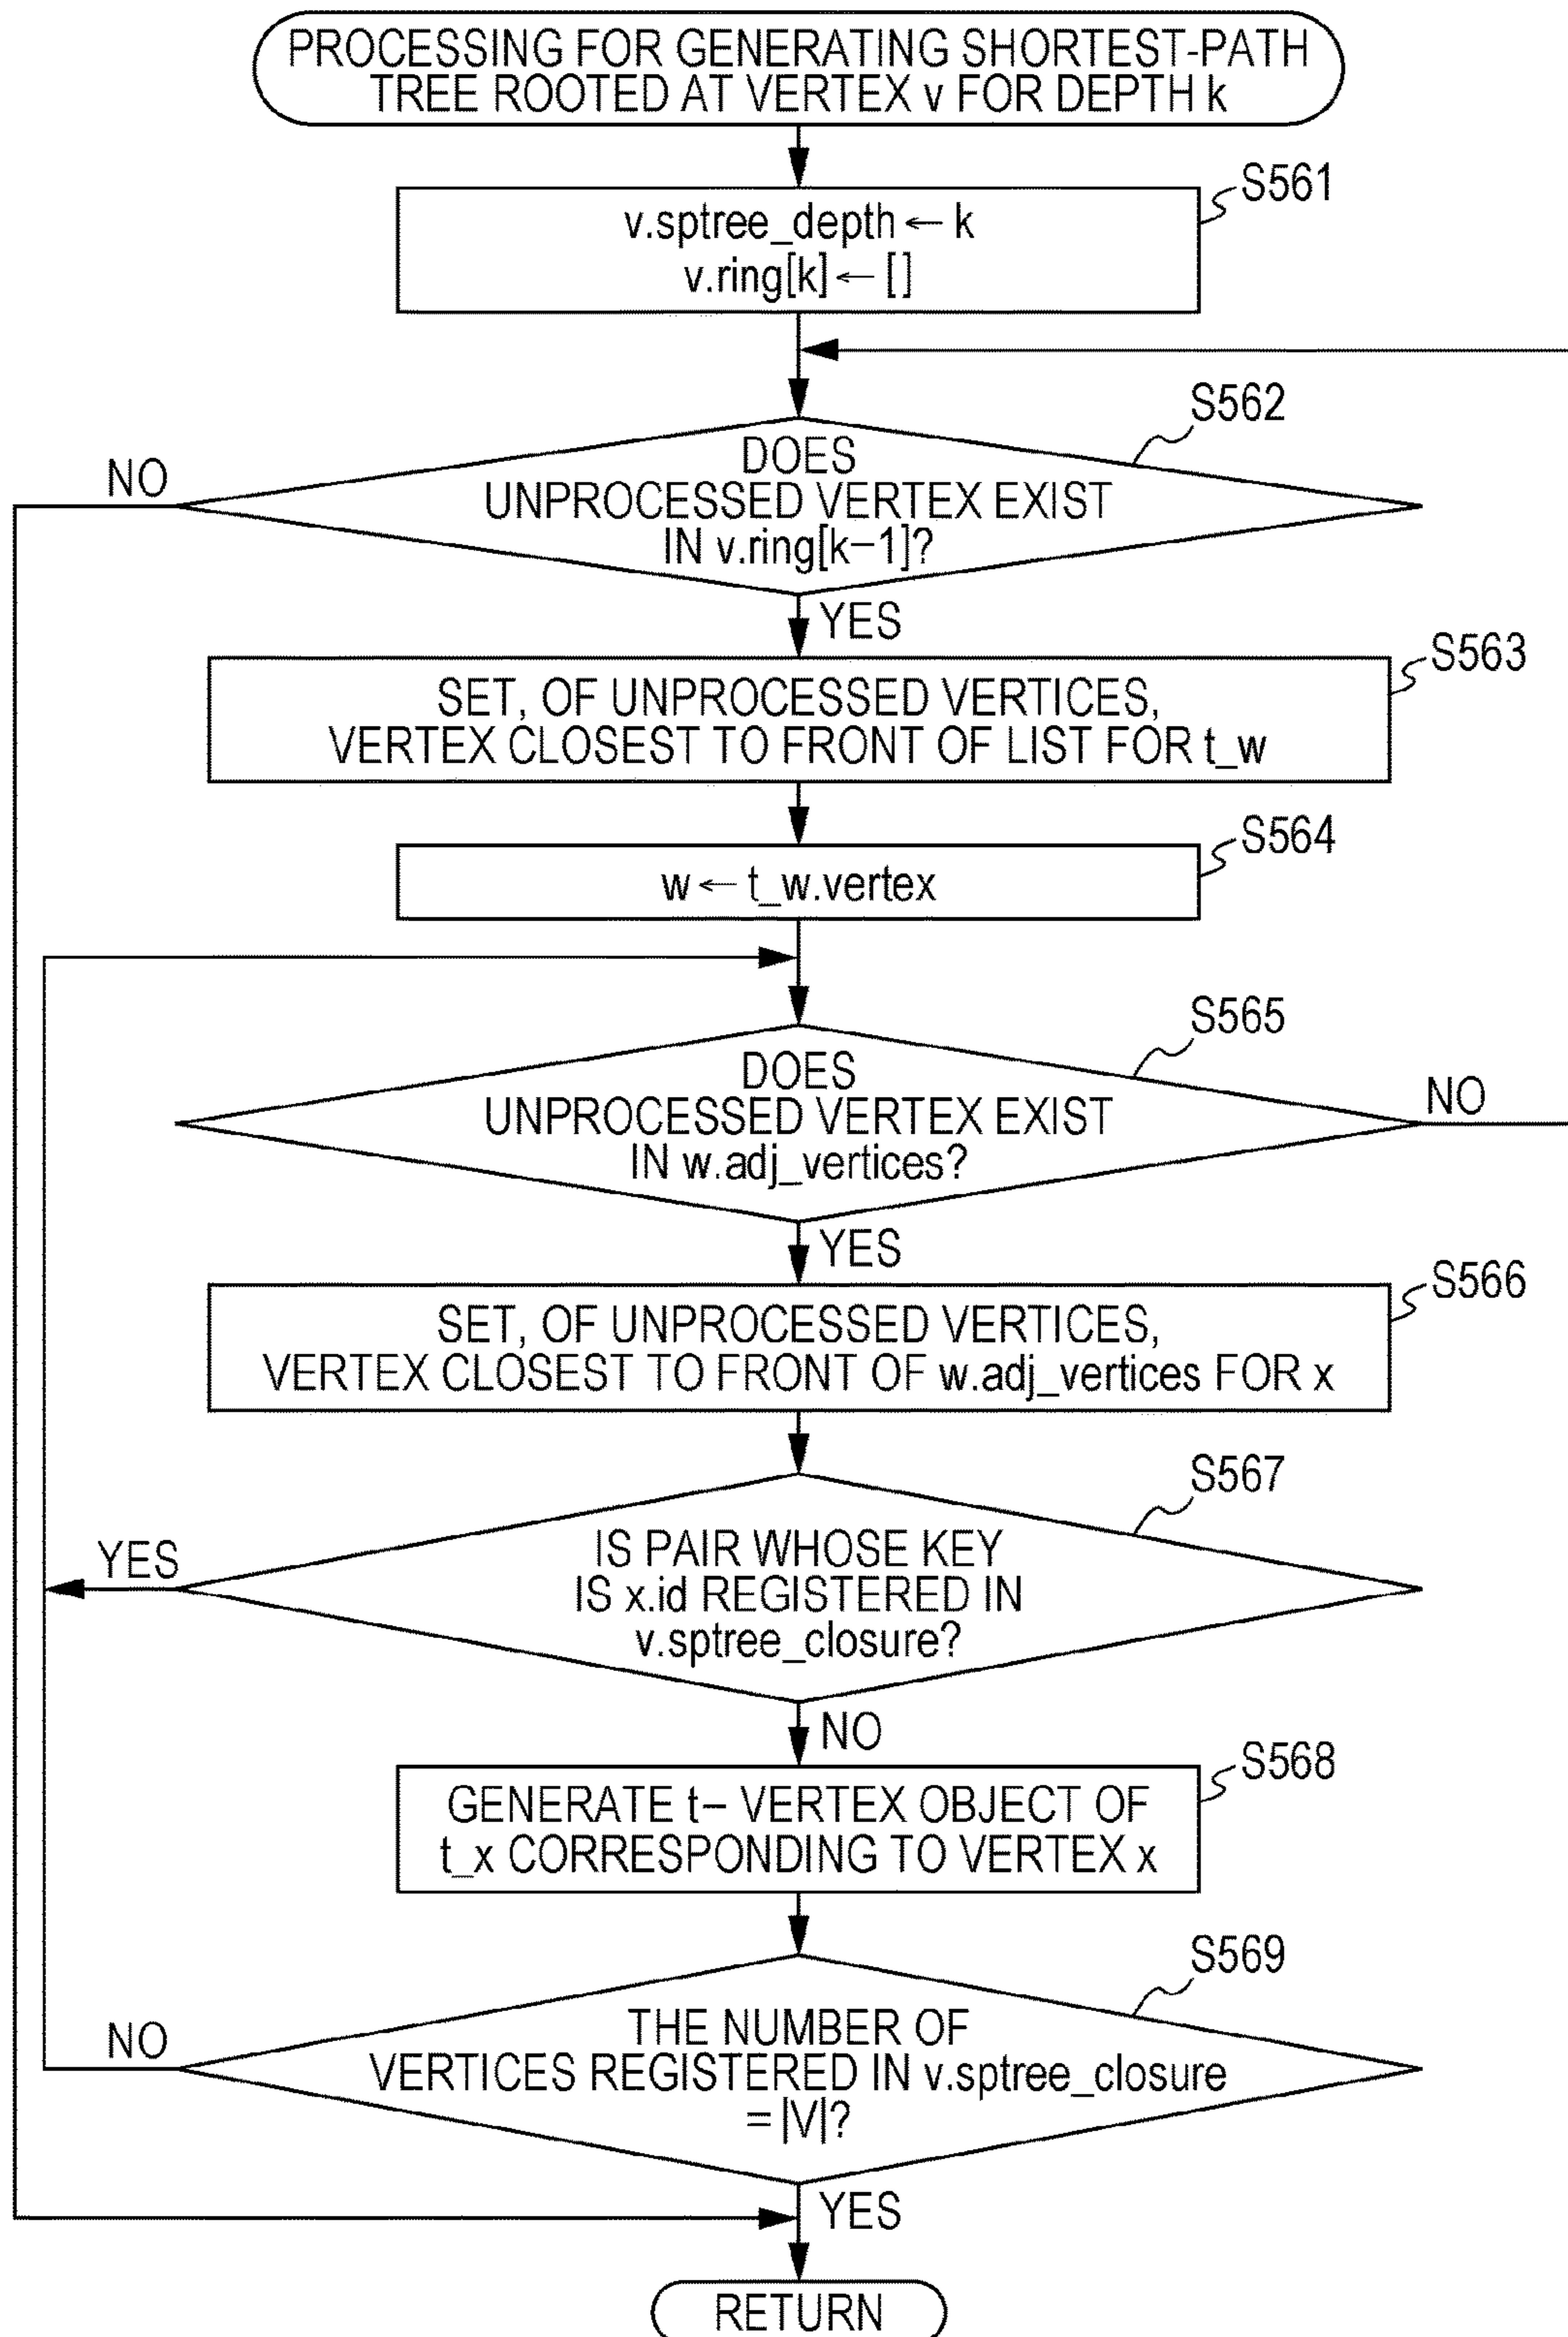 PROCESSING FOR GENERATING SHORTEST-PATH
TREE ROOTED AT VERTEX v FOR DEPTH k
S561
v.sptree_depth ← k
v.ring[k] ← [ ]
S562
DOES
UNPROCESSED VERTEX EXIST
IN v.ring[k−1]?
NO
YES
S563
SET, OF UNPROCESSED VERTICES,
VERTEX CLOSEST TO FRONT OF LIST FOR t_w
S564
w ← t_w.vertex
S565
DOES
UNPROCESSED VERTEX EXIST
IN w.adj_vertices?
NO
YES
S566
SET, OF UNPROCESSED VERTICES,
VERTEX CLOSEST TO FRONT OF w.adj_vertices FOR x
S567
IS PAIR WHOSE KEY
IS x.id REGISTERED IN
v.sptree_closure?
YES
NO
S568
GENERATE t− VERTEX OBJECT OF
t_x CORRESPONDING TO VERTEX x
S569
THE NUMBER OF
VERTICES REGISTERED IN v.sptree_closure
= |V|?
NO
YES
RETURN